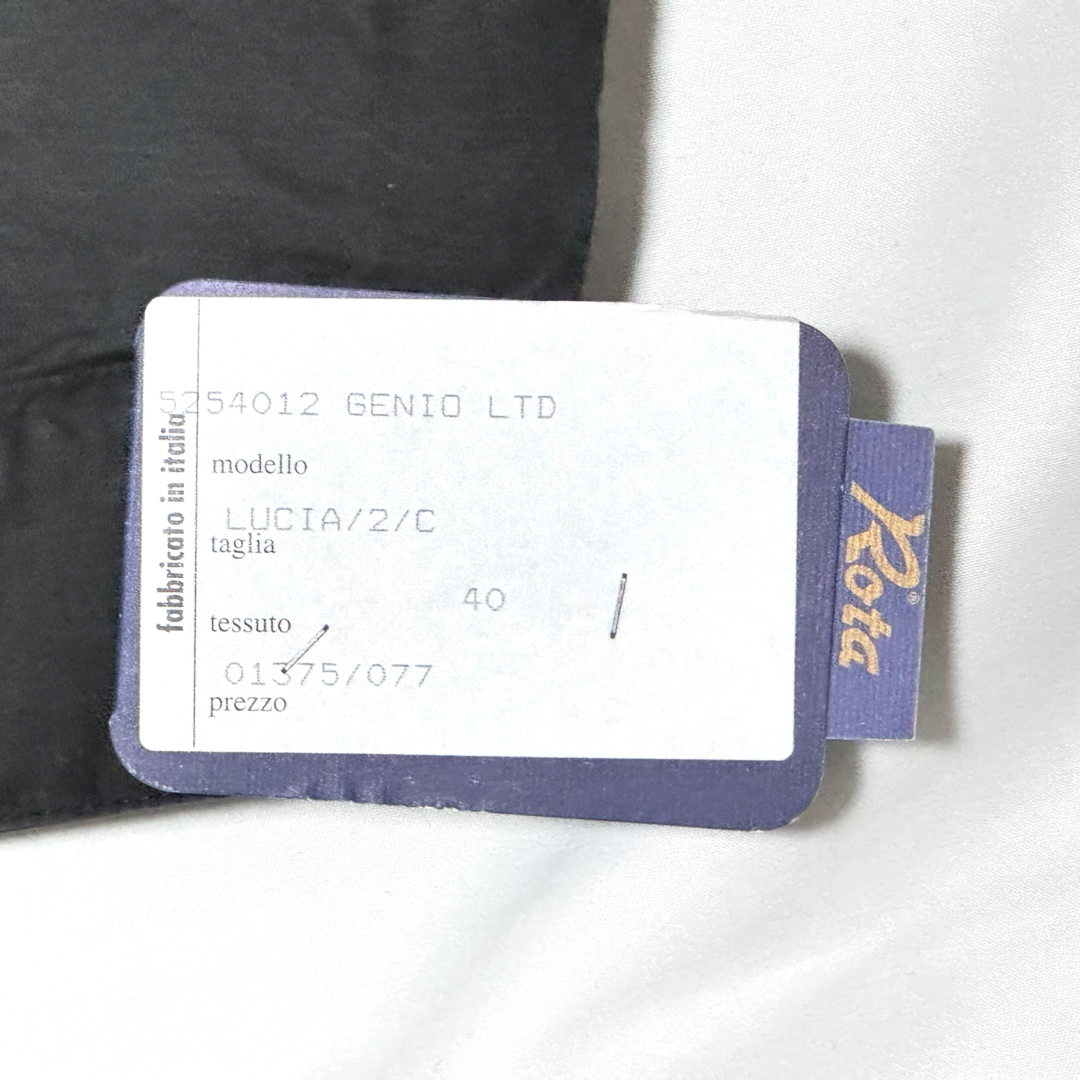 5254012 GENIO LTD
modello
LUCIA/2/C
taglia
40
tessuto
01375/077
prezzo
fabbricato in italia
Rota®